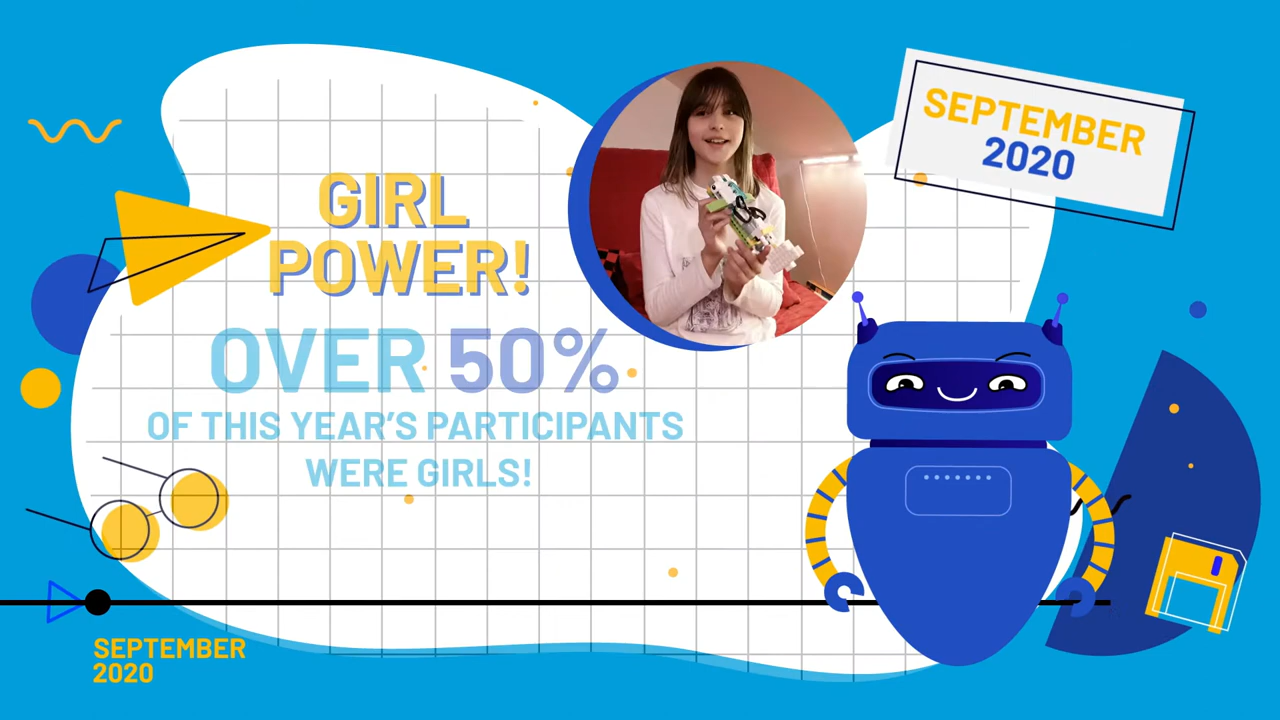 SEPTEMBER
2020
GIRL
POWER!
OVER 50%
OF THIS YEAR'S PARTICIPANTS
WERE GIRLS!
SEPTEMBER
2020